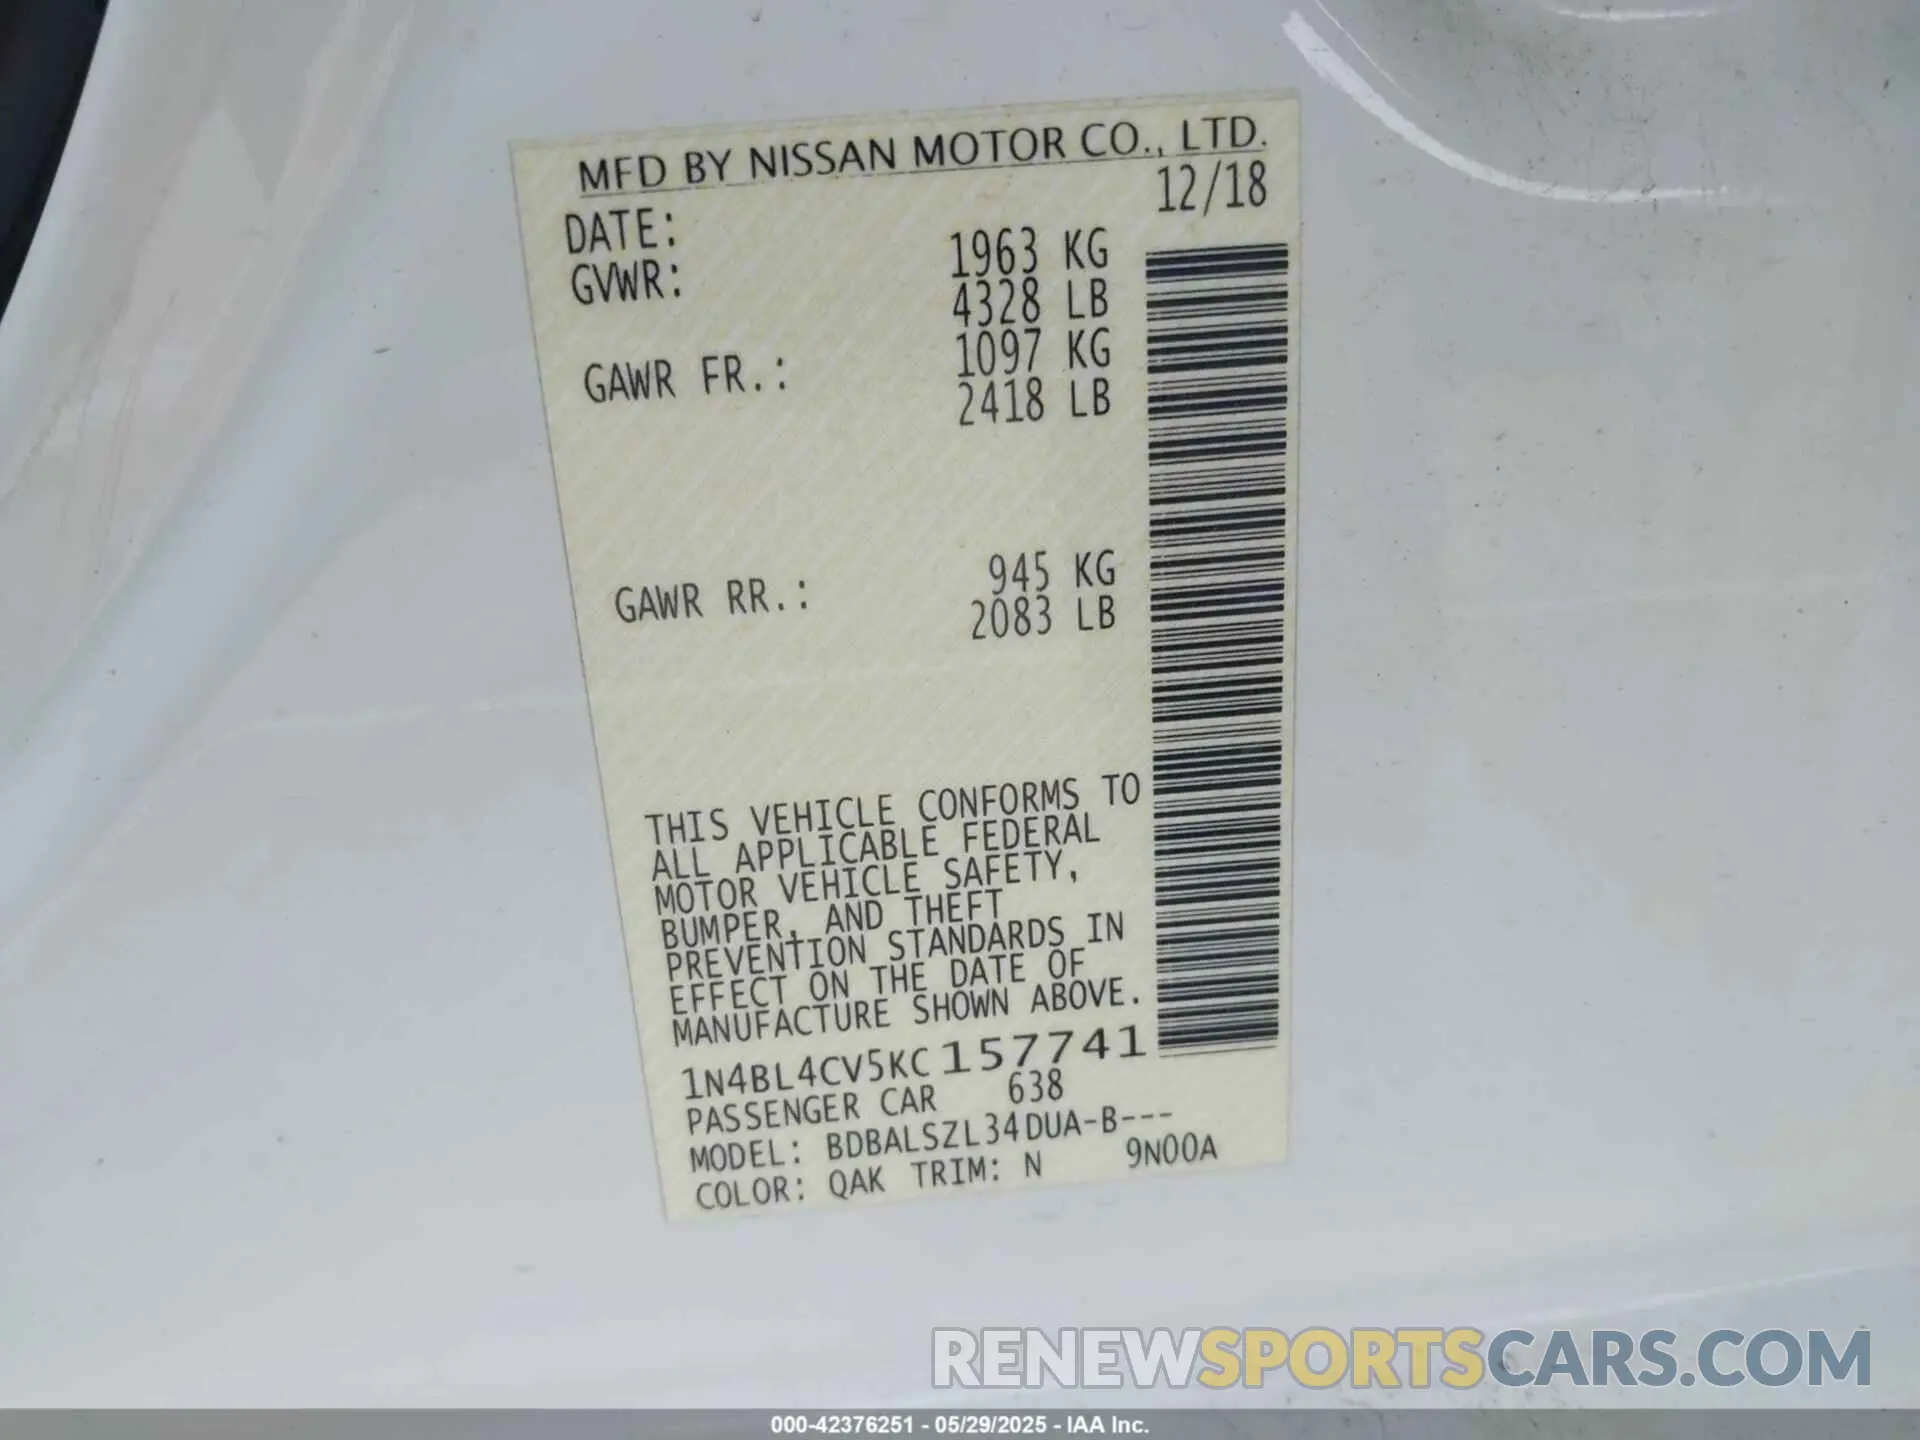 MFD BY NISSAN MOTOR CO., LTD.
DATE: 12/18
GVWR: 1963 KG
4328 LB
GAWR FR.: 1097 KG
2418 LB
GAWR RR.: 945 KG
2083 LB
THIS VEHICLE CONFORMS TO
ALL APPLICABLE FEDERAL
MOTOR VEHICLE SAFETY,
BUMPER, AND THEFT
PREVENTION STANDARDS IN
EFFECT ON THE DATE OF
MANUFACTURE SHOWN ABOVE.
1N4BL4CV5KC157741
PASSENGER CAR 638
MODEL: BDBALSZL34DUA-B---
COLOR: QAK TRIM: N 9N00A
RENEWSPORTSCARS.COM
000-42376251 - 05/29/2025 - IAA Inc.